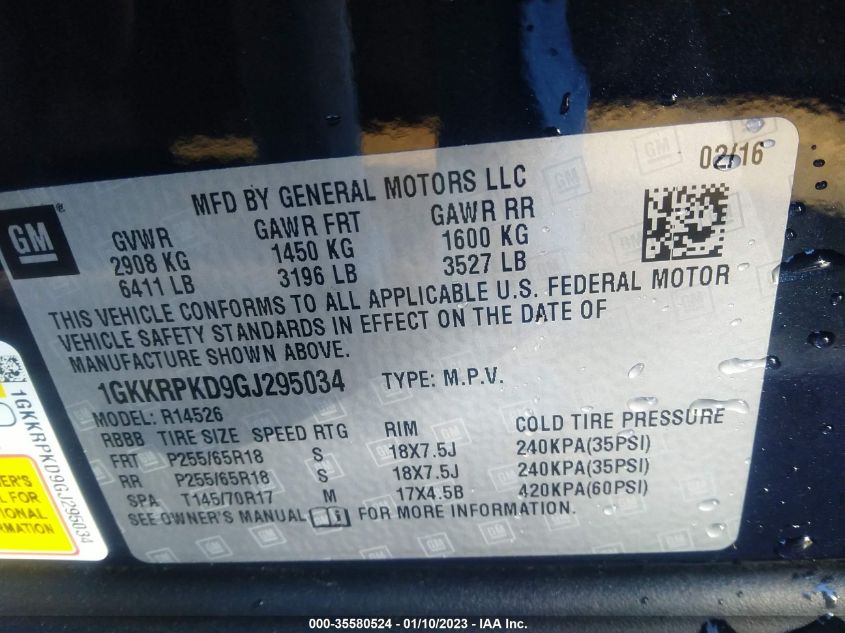 02/16
MFD BY GENERAL MOTORS LLC
GM®
GVWR GAWR FRT GAWR RR
2908 KG 1450 KG 1600 KG
6411 LB 3196 LB 3527 LB
THIS VEHICLE CONFORMS TO ALL APPLICABLE U.S. FEDERAL MOTOR
VEHICLE SAFETY STANDARDS IN EFFECT ON THE DATE OF
MANUFACTURE SHOWN ABOVE.
1GKKRPKD9GJ295034 TYPE: M.P.V.
MODEL: R14526
RBBB TIRE SIZE SPEED RTG RIM COLD TIRE PRESSURE
FRT P255/65R18 S 18X7.5J 240KPA(35PSI)
RR P255/65R18 S 18X7.5J 240KPA(35PSI)
SPA T145/70R17 M 17X4.5B 420KPA(60PSI)
SEE OWNER'S MANUAL FOR MORE INFORMATION.
1GKKRPKD9GJ295034
000-35580524 - 01/10/2023 - IAA Inc.